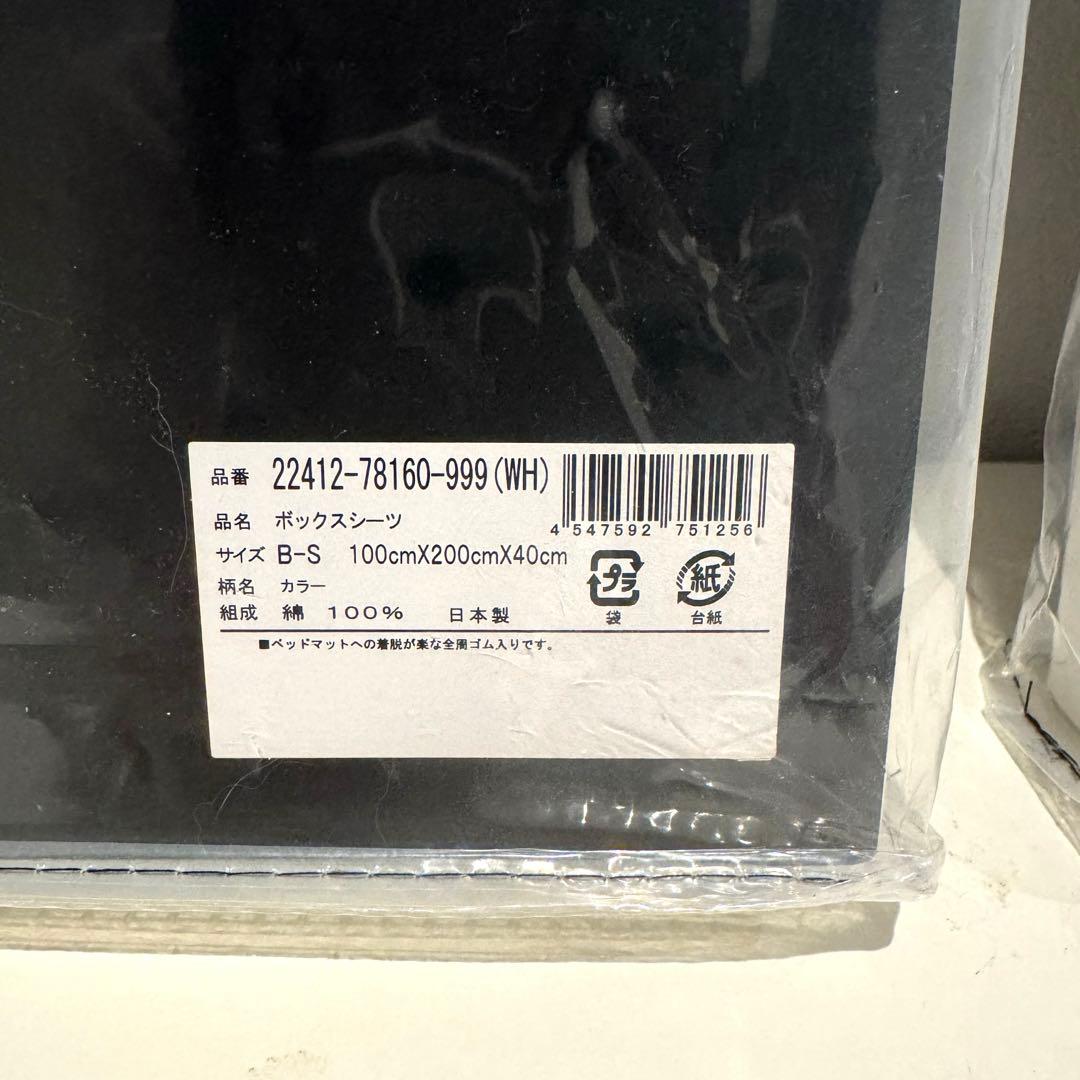 品番 22412-78160-999(WH)
品名 ボックスシーツ
4 547592 751256
サイズ B-S 100cmX200cmX40cm
プラ 紙
柄名 カラー
組成 綿 100% 日本製
袋 台紙
■ベッドマットへの着脱が楽な全周ゴム入りです。